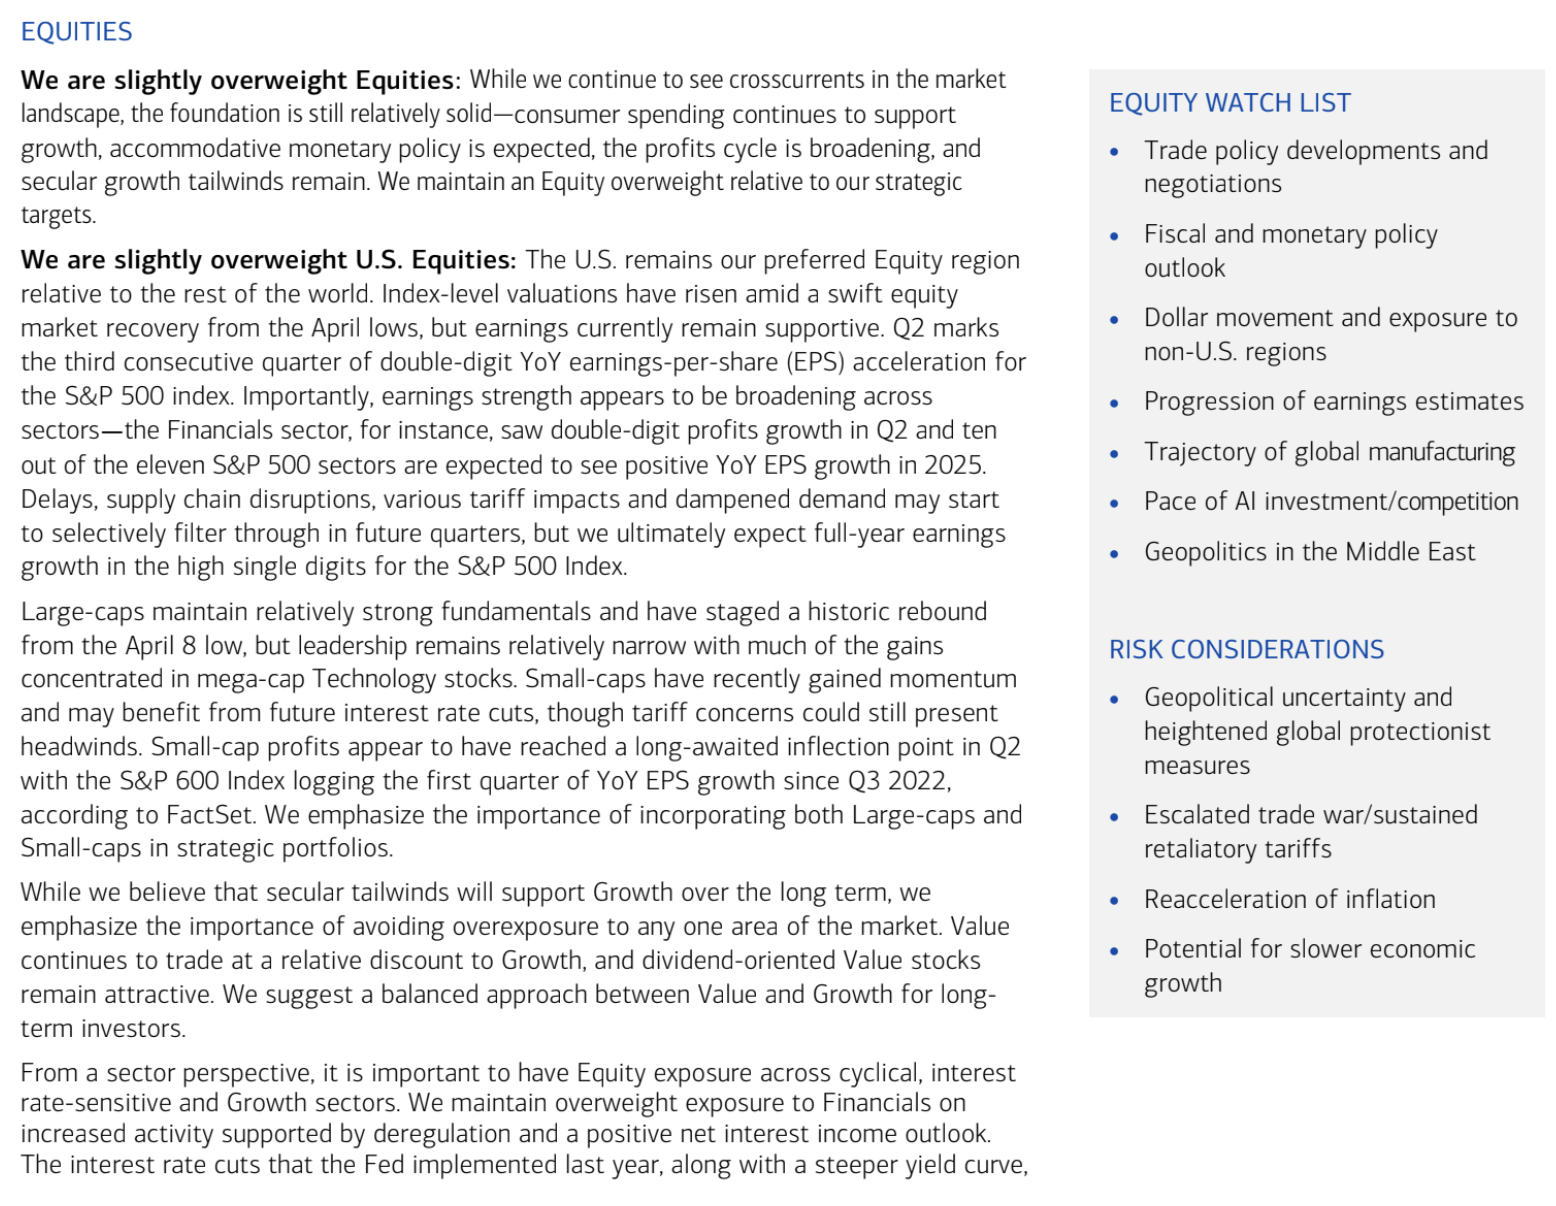 EQUITIES
We are slightly overweight Equities: While we continue to see crosscurrents in the market
landscape, the foundation is still relatively solid—consumer spending continues to support
growth, accommodative monetary policy is expected, the profits cycle is broadening, and
secular growth tailwinds remain. We maintain an Equity overweight relative to our strategic
targets.
We are slightly overweight U.S. Equities: The U.S. remains our preferred Equity region
relative to the rest of the world. Index-level valuations have risen amid a swift equity
market recovery from the April lows, but earnings currently remain supportive. Q2 marks
the third consecutive quarter of double-digit YoY earnings-per-share (EPS) acceleration for
the S&P 500 index. Importantly, earnings strength appears to be broadening across
sectors—the Financials sector, for instance, saw double-digit profits growth in Q2 and ten
out of the eleven S&P 500 sectors are expected to see positive YoY EPS growth in 2025.
Delays, supply chain disruptions, various tariff impacts and dampened demand may start
to selectively filter through in future quarters, but we ultimately expect full-year earnings
growth in the high single digits for the S&P 500 Index.
Large-caps maintain relatively strong fundamentals and have staged a historic rebound
from the April 8 low, but leadership remains relatively narrow with much of the gains
concentrated in mega-cap Technology stocks. Small-caps have recently gained momentum
and may benefit from future interest rate cuts, though tariff concerns could still present
headwinds. Small-cap profits appear to have reached a long-awaited inflection point in Q2
with the S&P 600 Index logging the first quarter of YoY EPS growth since Q3 2022,
according to FactSet. We emphasize the importance of incorporating both Large-caps and
Small-caps in strategic portfolios.
While we believe that secular tailwinds will support Growth over the long term, we
emphasize the importance of avoiding overexposure to any one area of the market. Value
continues to trade at a relative discount to Growth, and dividend-oriented Value stocks
remain attractive. We suggest a balanced approach between Value and Growth for long-
term investors.
From a sector perspective, it is important to have Equity exposure across cyclical, interest
rate-sensitive and Growth sectors. We maintain overweight exposure to Financials on
increased activity supported by deregulation and a positive net interest income outlook.
The interest rate cuts that the Fed implemented last year, along with a steeper yield curve,
EQUITY WATCH LIST
• Trade policy developments and
negotiations
• Fiscal and monetary policy
outlook
• Dollar movement and exposure to
non-U.S. regions
• Progression of earnings estimates
• Trajectory of global manufacturing
• Pace of AI investment/competition
• Geopolitics in the Middle East
RISK CONSIDERATIONS
• Geopolitical uncertainty and
heightened global protectionist
measures
• Escalated trade war/sustained
retaliatory tariffs
• Reacceleration of inflation
• Potential for slower economic
growth